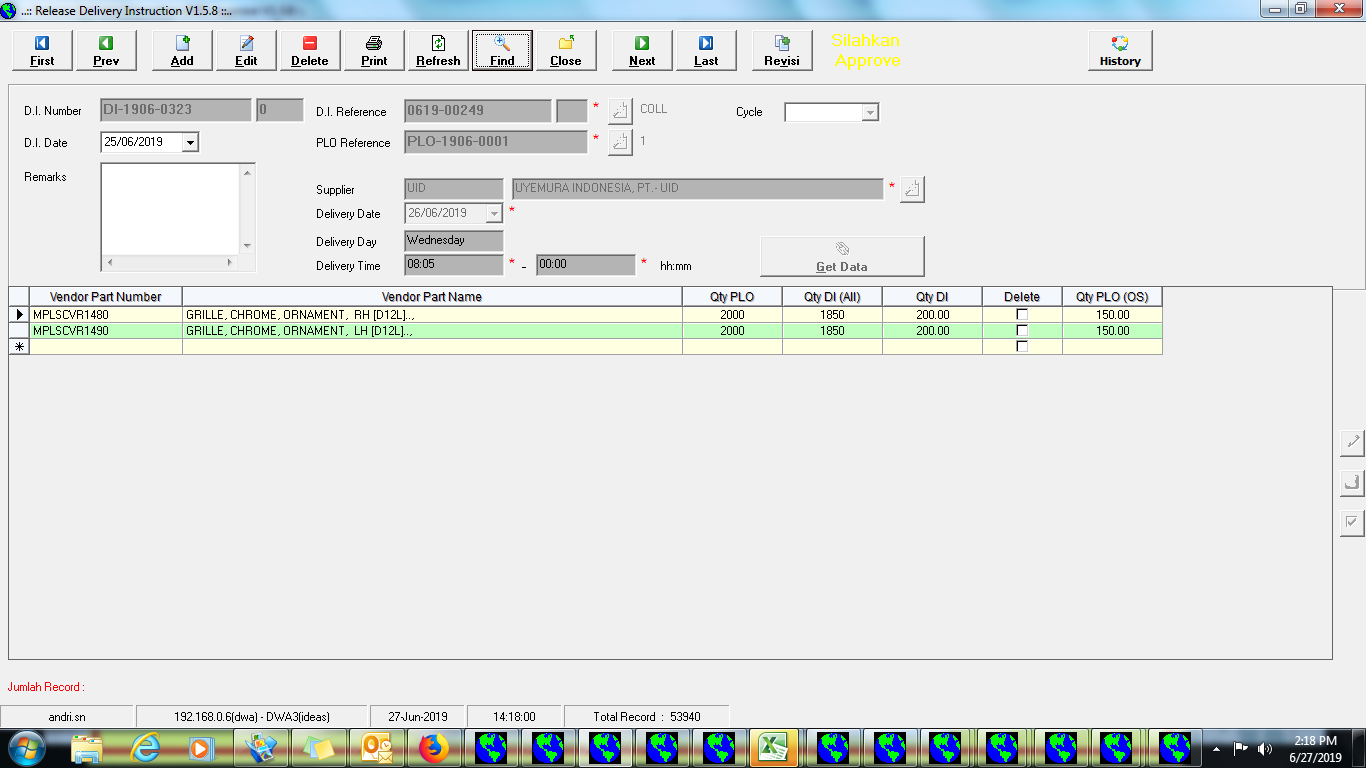 ..:: Release Delivery Instruction V1.5.8 ::..
First Prev Add Edit Delete Print Refresh Find Close Next Last Revisi Silahkan Approve History
D.I. Number DI-1906-0323 0 D.I. Reference 0619-00249 * COLL Cycle
D.I. Date 25/06/2019 PLO Reference PLO-1906-0001 * 1
Remarks
Supplier UID UYEMURA INDONESIA, PT.- UID *
Delivery Date 26/06/2019 *
Delivery Day Wednesday
Delivery Time 08:05 * - 00:00 * hh:mm Get Data
Vendor Part Number Vendor Part Name Qty PLO Qty DI (All) Qty DI Delete Qty PLO (OS)
MPLSCVR1480 GRILLE, CHROME, ORNAMENT, RH [D12L]..,  2000 1850 200.00 150.00
MPLSCVR1490 GRILLE, CHROME, ORNAMENT, LH [D12L]..,  2000 1850 200.00 150.00
Jumlah Record :
andri.sn 192.168.0.6(dwa) - DWA3(ideas) 27-Jun-2019 14:18:00 Total Record : 53940
2:18 PM
6/27/2019